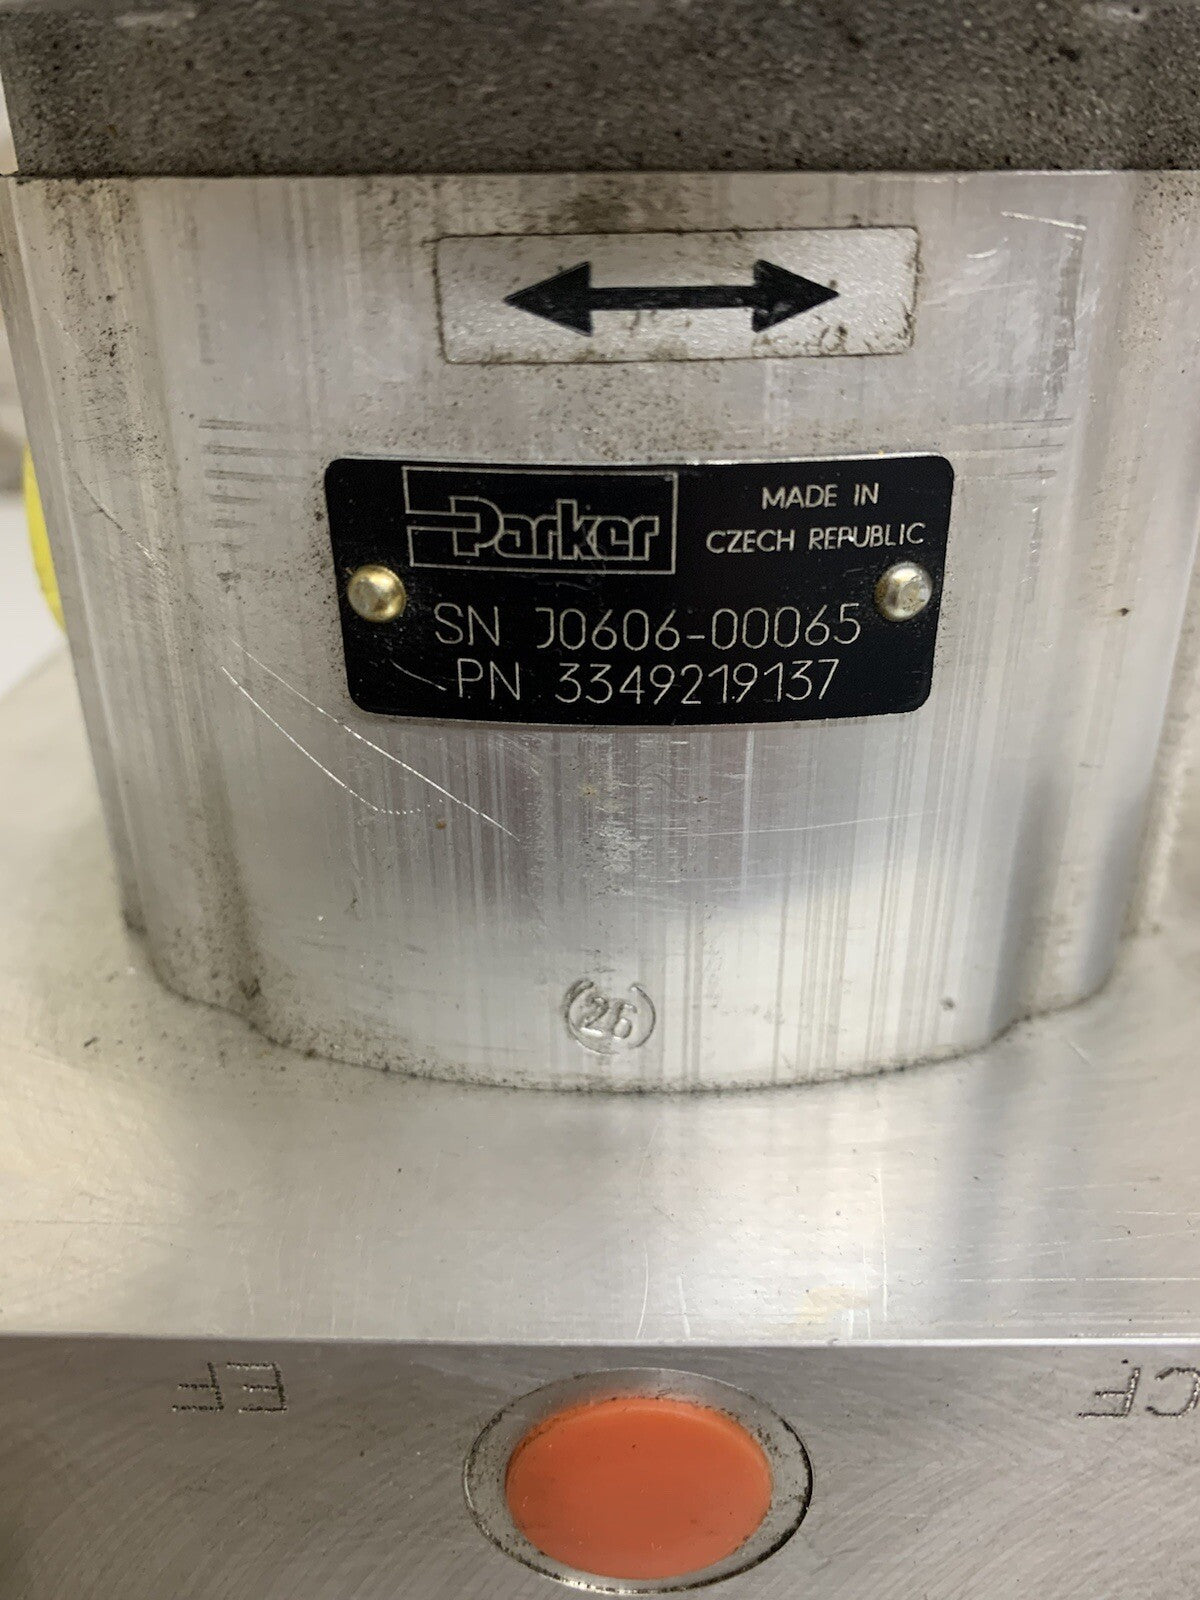 Parker
MADE IN
CZECH REPUBLIC
SN J0606-00065
PN 3349219137
26
EF
CF